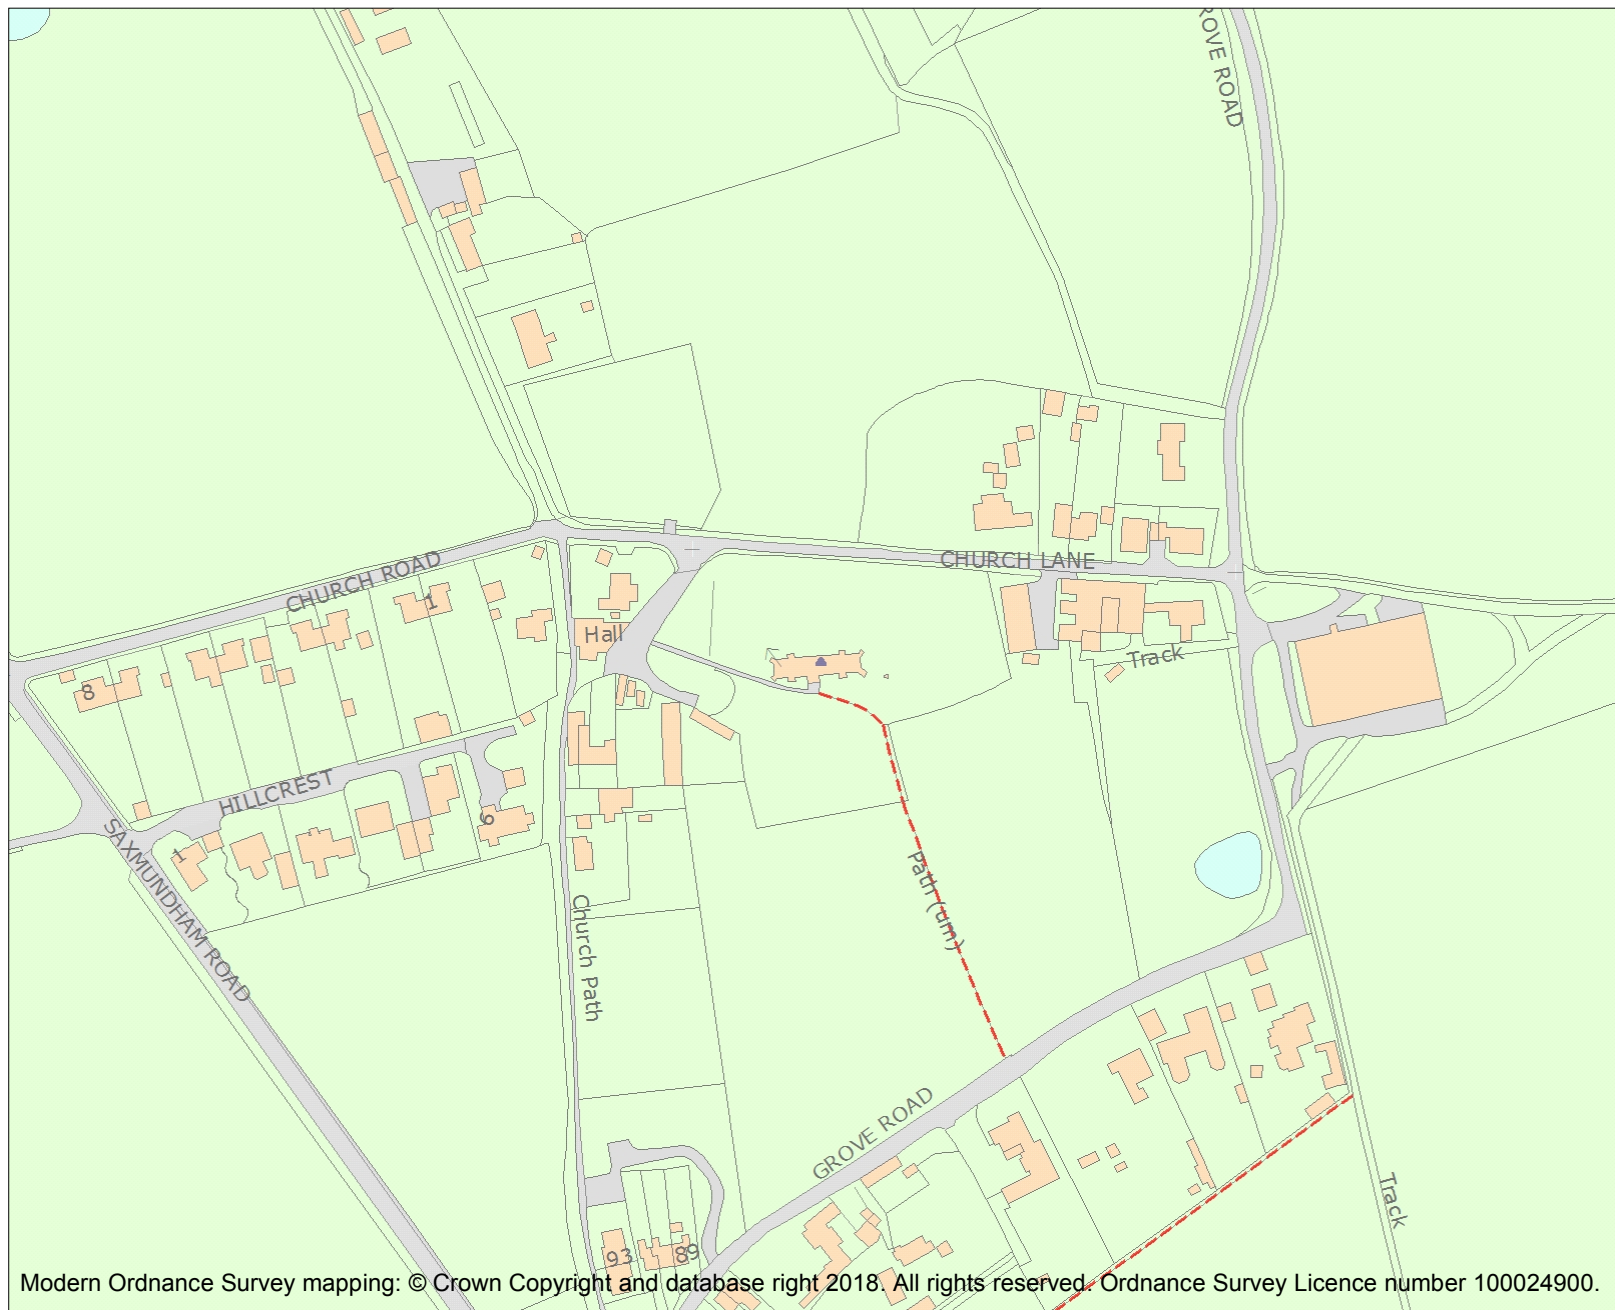 ROVE ROAD
CHURCH ROAD
CHURCH LANE
1
Hall
Track
8
HILLCREST
6
1
SAXMUNDHAM ROAD
Path (um)
Church Path
GROVE ROAD
Track
93
89
Modern Ordnance Survey mapping: © Crown Copyright and database right 2018. All rights reserved. Ordnance Survey Licence number 100024900.